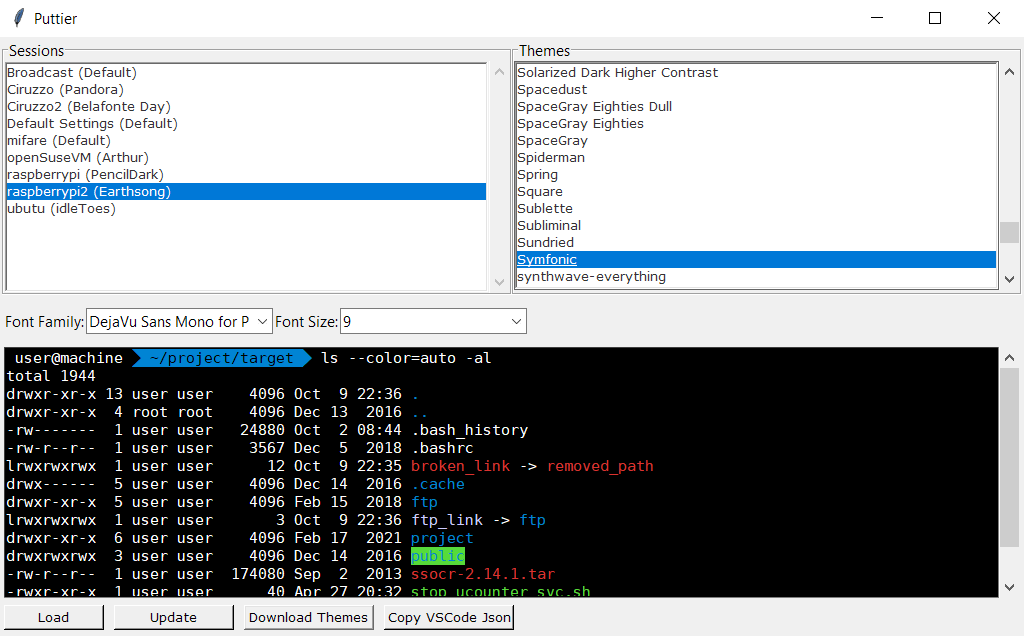 Puttier
Sessions
Broadcast (Default)
Ciruzzo (Pandora)
Ciruzzo2 (Belafonte Day)
Default Settings (Default)
mifare (Default)
openSuseVM (Arthur)
raspberrypi (PencilDark)
raspberrypi2 (Earthsong)
ubutu (idleToes)
Themes
Solarized Dark Higher Contrast
Spacedust
SpaceGray Eighties Dull
SpaceGray Eighties
SpaceGray
Spiderman
Spring
Square
Sublette
Subliminal
Sundried
Symfonic
synthwave-everything
Font Family: DejaVu Sans Mono for P Font Size: 9
user@machine ~/project/target ls --color=auto -al
total 1944
drwxr-xr-x 13 user user 4096 Oct 9 22:36 .
drwxr-xr-x 4 root root 4096 Dec 13 2016 ..
-rw------- 1 user user 24880 Oct 2 08:44 .bash_history
-rw-r--r-- 1 user user 3567 Dec 5 2018 .bashrc
lrwxrwxrwx 1 user user 12 Oct 9 22:35 broken_link -> removed_path
drwx------ 5 user user 4096 Dec 14 2016 .cache
drwxr-xr-x 5 user user 4096 Feb 15 2018 ftp
lrwxrwxrwx 1 user user 3 Oct 9 22:36 ftp_link -> ftp
drwxr-xr-x 6 user user 4096 Feb 17 2021 project
drwxrwxrwx 3 user user 4096 Dec 14 2016 public
-rw-r--r-- 1 user user 174080 Sep 2 2013 ssocr-2.14.1.tar
-rwxr-xr-x 1 user user 40 Apr 27 20:32 stop_ucounter_svc.sh
Load Update Download Themes Copy VSCode Json